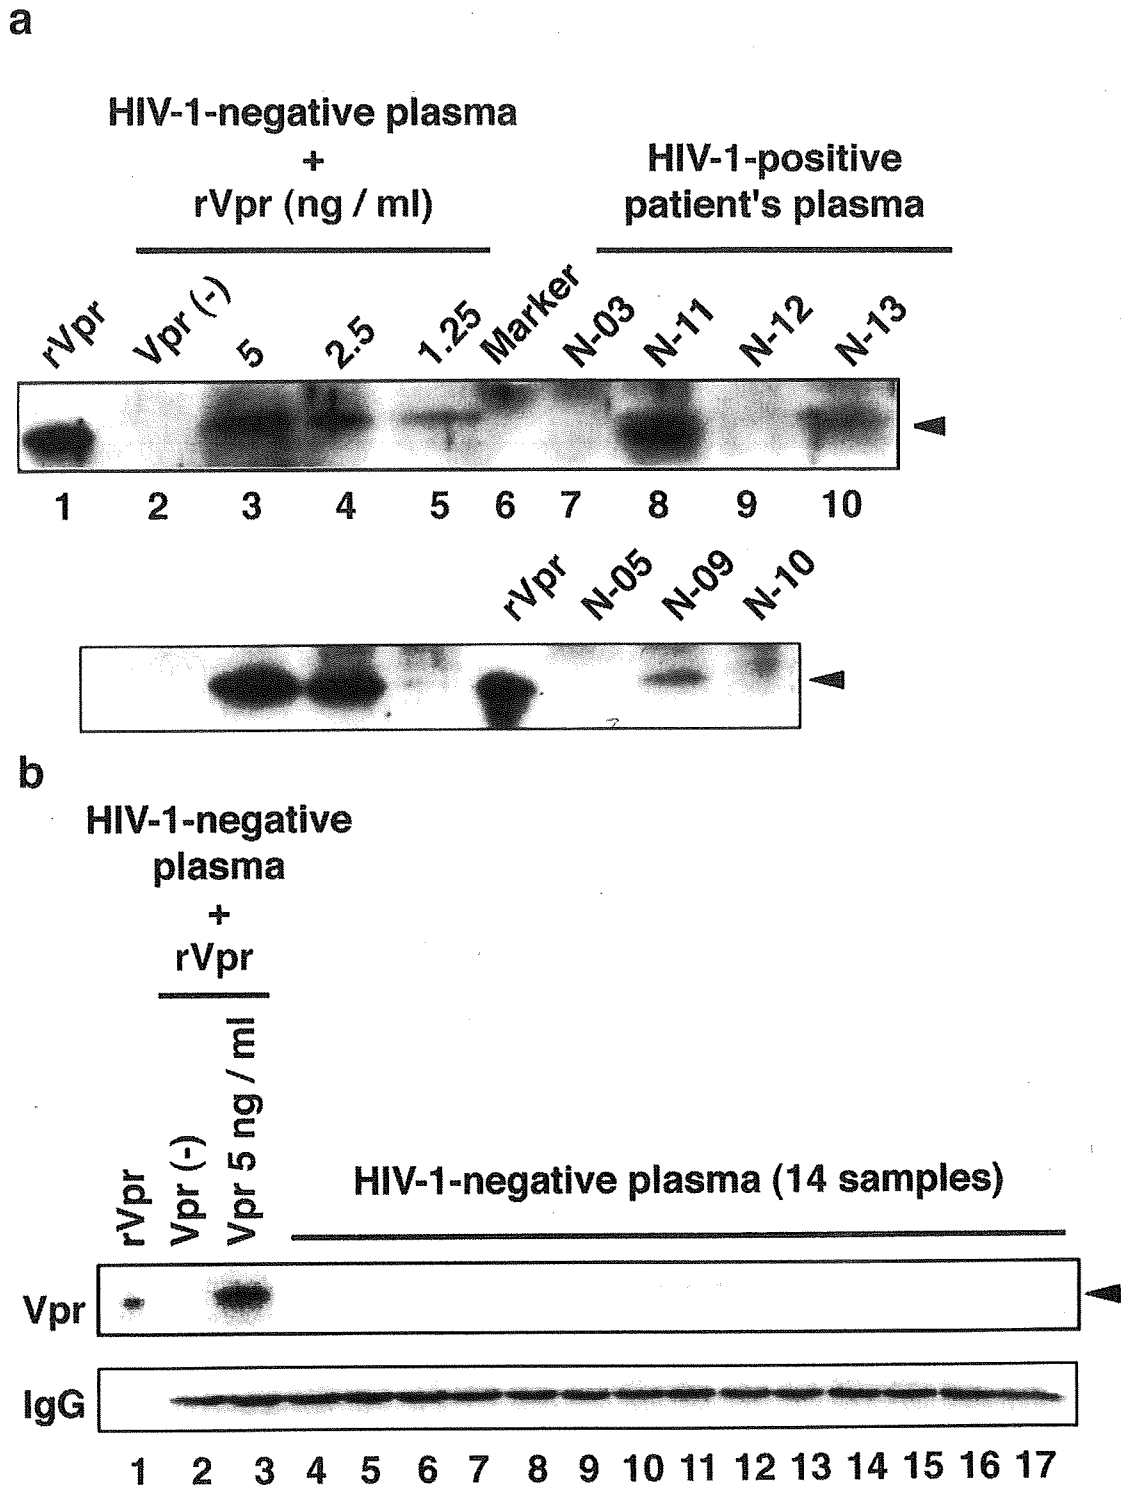 a
HIV-1-negative plasma
+
rVpr (ng / ml)
HIV-1-positive
patient's plasma
rVpr
Vpr (-)
5
2.5
1.25
Marker
N-03
N-11
N-12
N-13
1 2 3 4 5 6 7 8 9 10
rVpr
N-05
N-09
N-10
b
HIV-1-negative
plasma
+
rVpr
rVpr
Vpr (-)
Vpr 5 ng / ml
HIV-1-negative plasma (14 samples)
Vpr
IgG
1 2 3 4 5 6 7 8 9 10 11 12 13 14 15 16 17